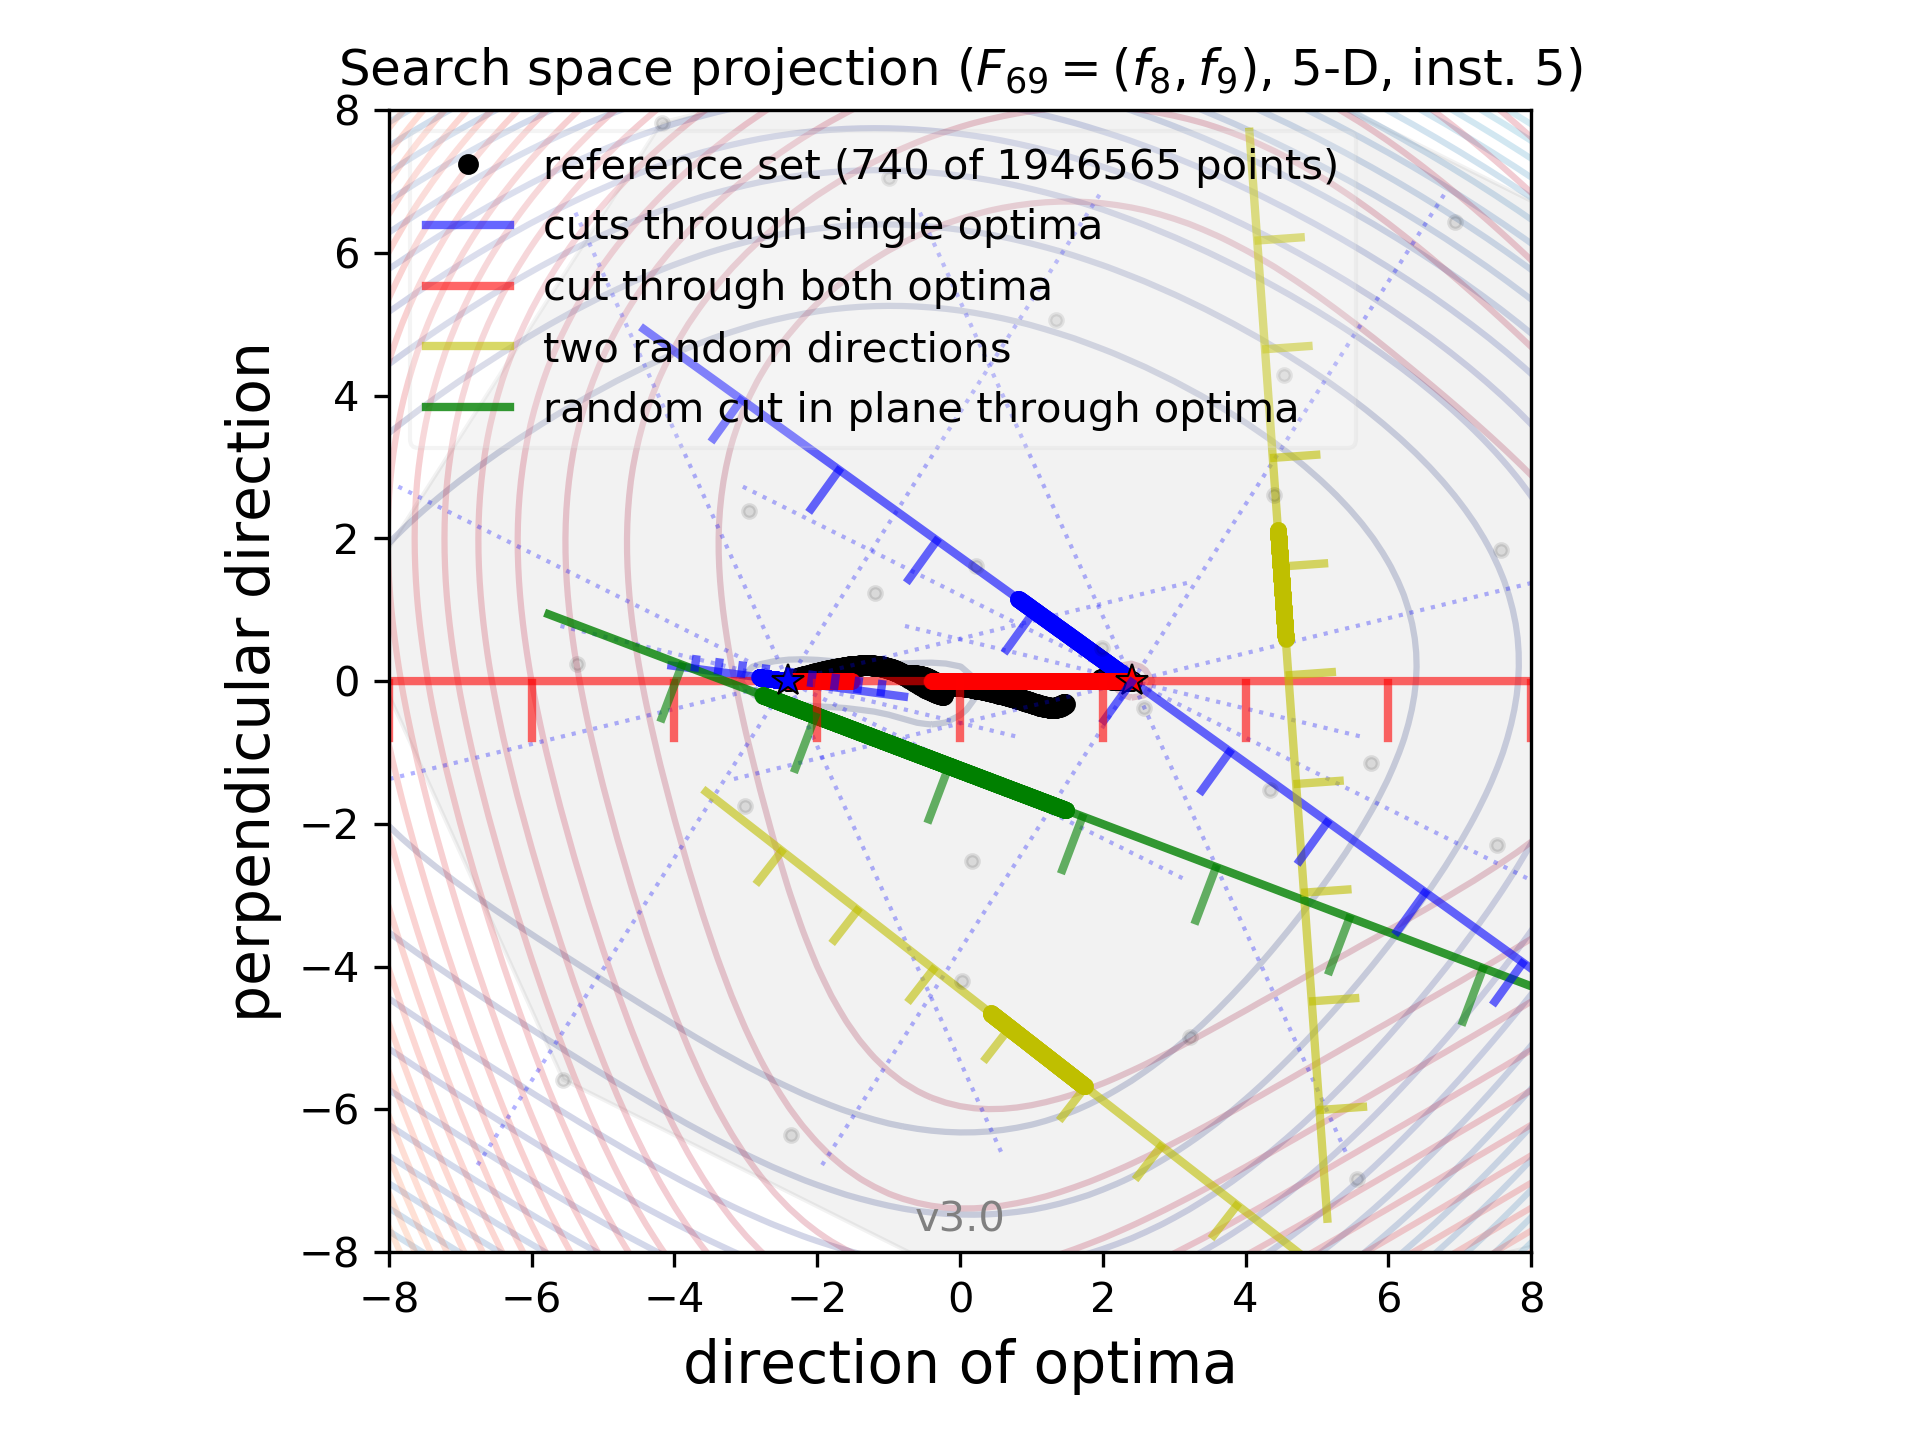 Search space projection (F₆₉ = (f₈, f₉), 5-D, inst. 5)
8
6
4
2
0
−2
−4
−6
−8
perpendicular direction
reference set (740 of 1946565 points)
cuts through single optima
cut through both optima
two random directions
random cut in plane through optima
v3.0
−8 −6 −4 −2 0 2 4 6 8
direction of optima